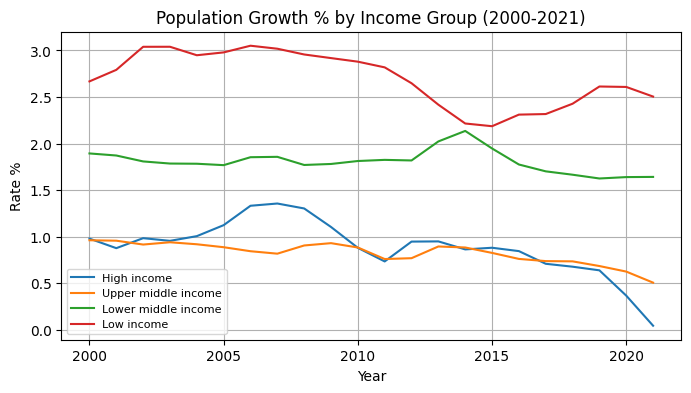 Population Growth % by Income Group (2000-2021)
Rate %
3.0
2.5
2.0
1.5
1.0
0.5
0.0
High income
Upper middle income
Lower middle income
Low income
2000 2005 2010 2015 2020
Year